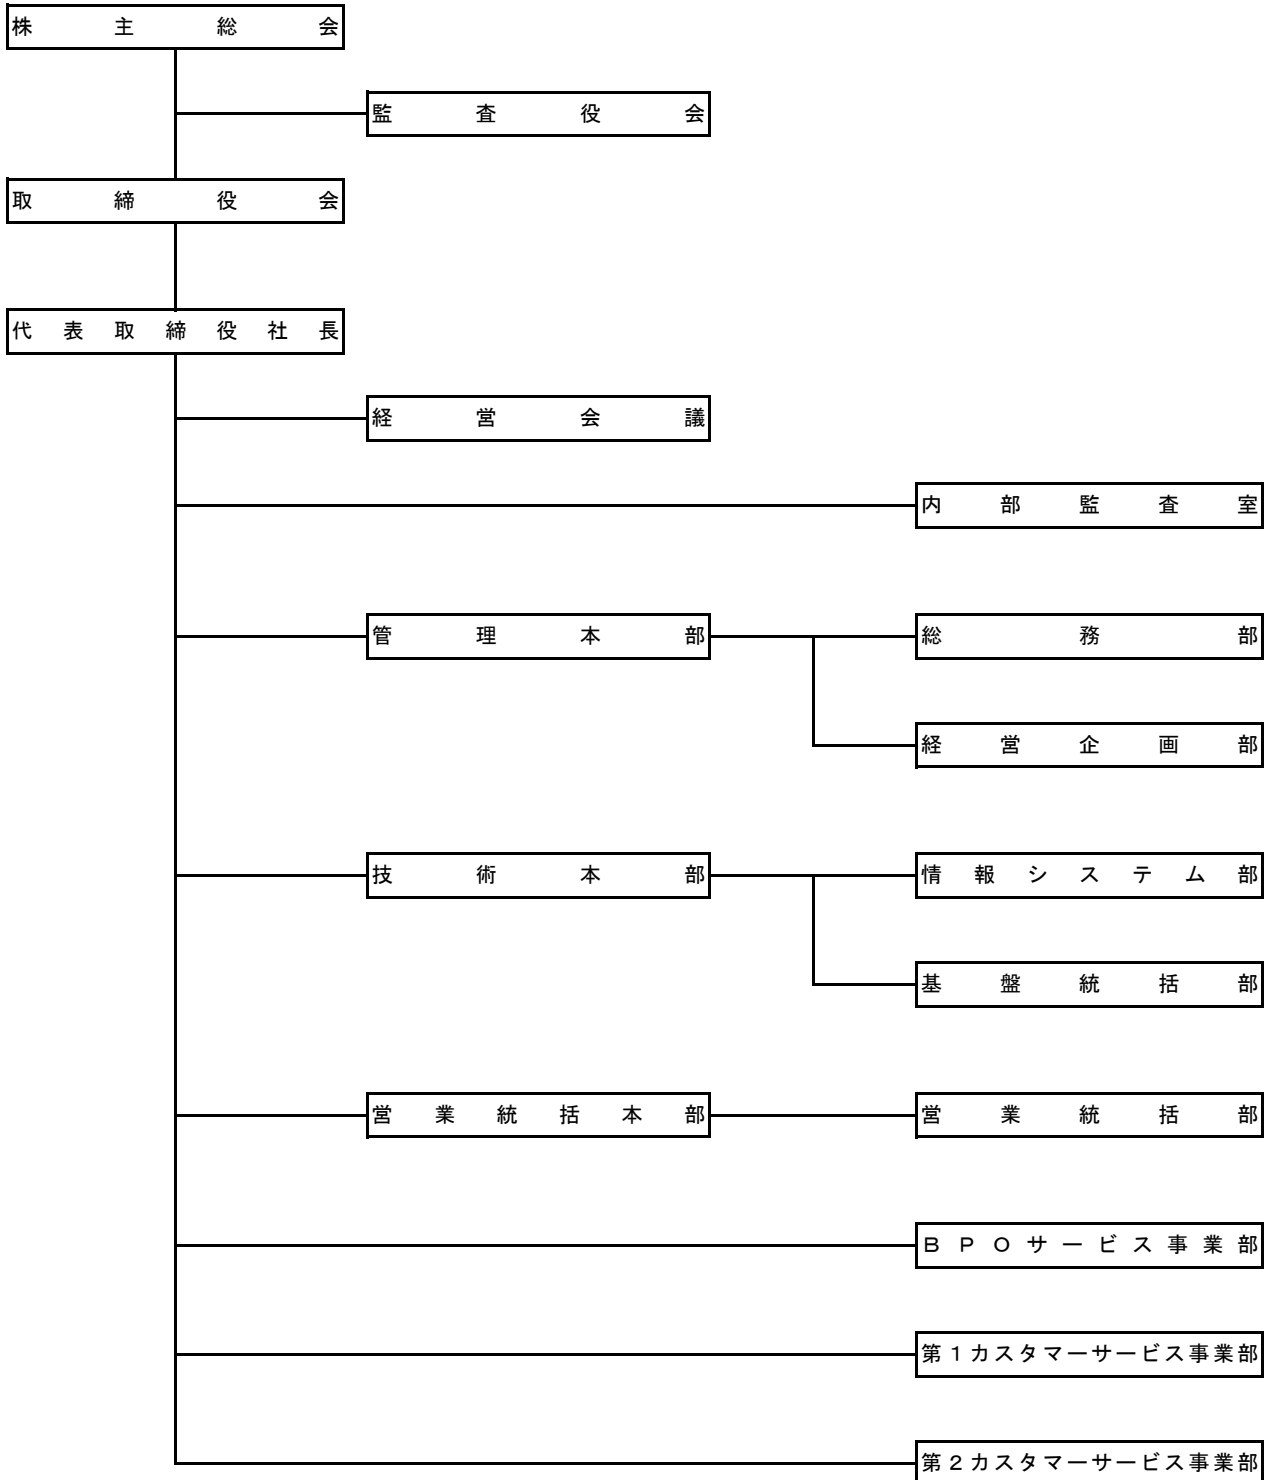 株主総会
監査役会
取締役会
代表取締役社長
経営会議
内部監査室
管理本部
総務部
経営企画部
技術本部
情報システム部
基盤統括部
営業統括本部
営業統括部
BPOサービス事業部
第1カスタマーサービス事業部
第2カスタマーサービス事業部